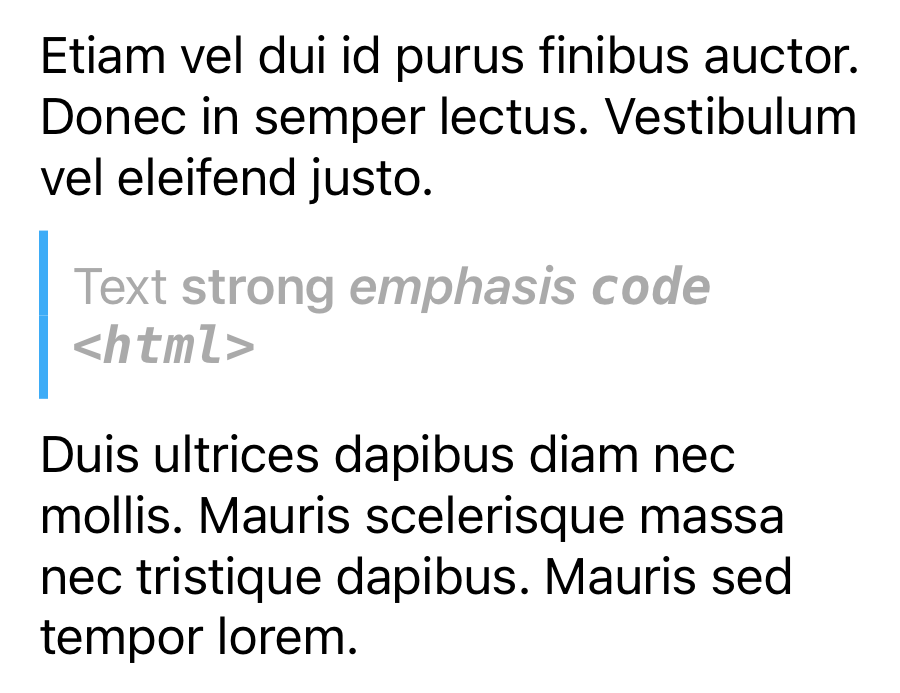 Etiam vel dui id purus finibus auctor.
Donec in semper lectus. Vestibulum
vel eleifend justo.
Text strong emphasis code
<html>
Duis ultrices dapibus diam nec
mollis. Mauris scelerisque massa
nec tristique dapibus. Mauris sed
tempor lorem.